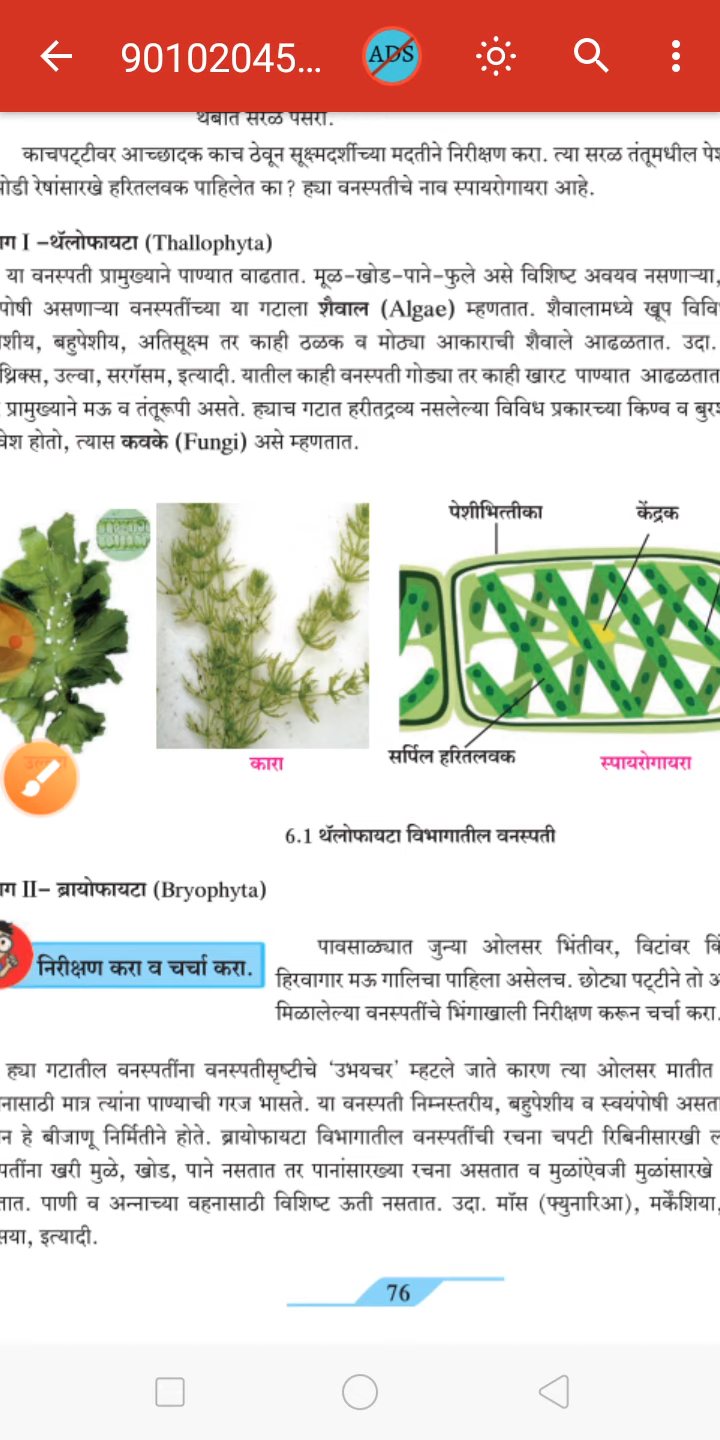 90102045...
ADS
थेंबात सरळ पसरा.
काचपट्टीवर आच्छादक काच ठेवून सूक्ष्मदर्शीच्या मदतीने निरीक्षण करा. त्या सरळ तंतूमधील
रेषांसारखे हरितलवक पाहिलेत का? ह्या वनस्पतीचे नाव स्पायरोगायरा आहे.
I –थॅलोफायटा (Thallophyta)
या वनस्पती प्रामुख्याने पाण्यात वाढतात. मूळ-खोड-पाने-फुले असे विशिष्ट अवयव नसणाऱ्या,
असणाऱ्या वनस्पतींच्या या गटाला शैवाल (Algae) म्हणतात. शैवालामध्ये खूप
बहुपेशीय, अतिसूक्ष्म तर काही ठळक व मोठ्या आकाराची शैवाले आढळतात. उदा.
उल्वा, सरगॅसम, इत्यादी. यातील काही वनस्पती गोड्या तर काही खारट पाण्यात आढळतात
प्रामुख्याने मऊ व तंतूरूपी असते. ह्याच गटात हरीतद्रव्य नसलेल्या विविध प्रकारच्या किण्व व
होतो, त्यास कवके (Fungi) असे म्हणतात.
पेशीभित्तीका केंद्रक
सर्पिल हरितलवक
कारा स्पायरोगायरा
6.1 थॅलोफायटा विभागातील वनस्पती
II– ब्रायोफायटा (Bryophyta)
निरीक्षण करा व चर्चा करा.
पावसाळ्यात जुन्या ओलसर भिंतीवर, विटांवर
हिरवागार मऊ गालिचा पाहिला असेलच. छोट्या पट्टीने तो
मिळालेल्या वनस्पतींचे भिंगाखाली निरीक्षण करून चर्चा करा.
ह्या गटातील वनस्पतींना वनस्पतीसृष्टीचे ‘उभयचर’ म्हटले जाते कारण त्या ओलसर मातीत
मात्र त्यांना पाण्याची गरज भासते. या वनस्पती निम्नस्तरीय, बहुपेशीय व स्वयंपोषी
हे बीजाणू निर्मितीने होते. ब्रायोफायटा विभागातील वनस्पतींची रचना चपटी रिबिनीसारखी
खरी मुळे, खोड, पाने नसतात तर पानांसारख्या रचना असतात व मुळांऐवजी मुळांसारखे
पाणी व अन्नाच्या वहनासाठी विशिष्ट ऊती नसतात. उदा. मॉस (फ्युनारिआ), मर्केंशिया,
इत्यादी.
76